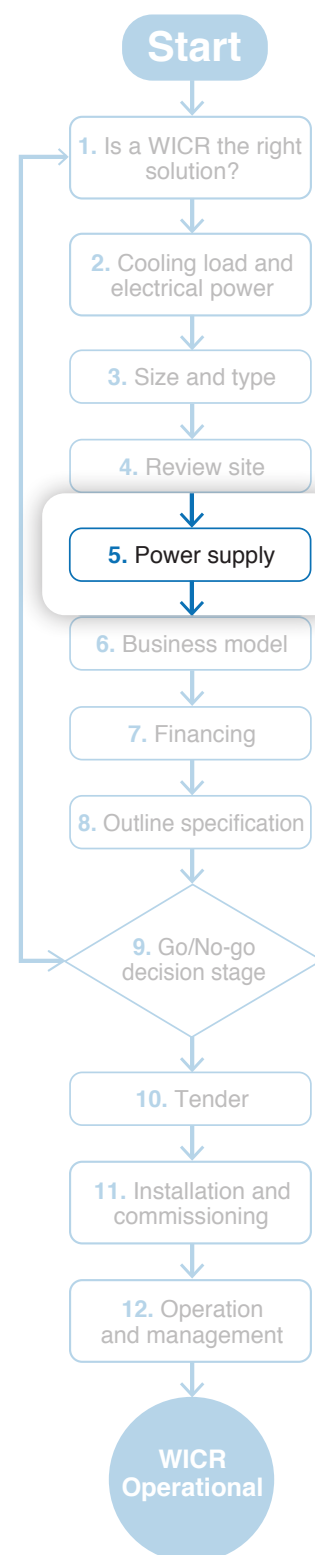 Start
1. Is a WICR the right
solution?
2. Cooling load and
electrical power
3. Size and type
4. Review site
5. Power supply
6. Business model
7. Financing
8. Outline specification
9. Go/No-go
decision stage
10. Tender
11. Installation and
commissioning
12. Operation
and management
WICR
Operational